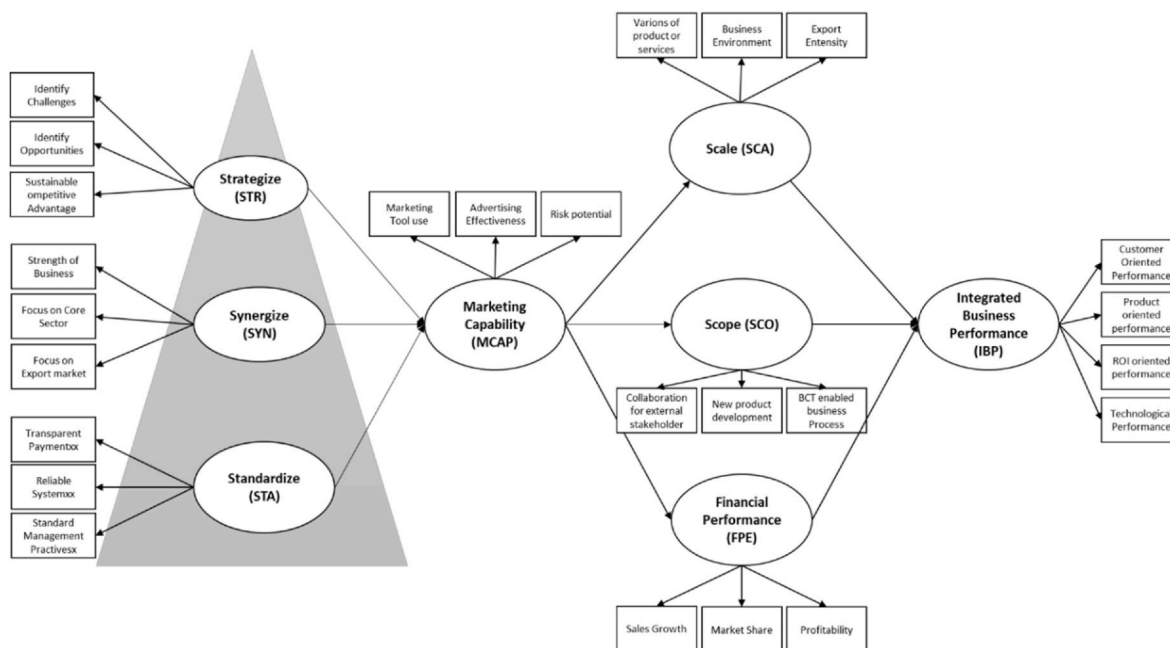 Varions of
product or
services
Business
Environment
Export
Entensity
Identify
Challenges
Identify
Opportunities
Sustainable
ompetitive
Advantage
Strategize
(STR)
Scale (SCA)
Marketing
Tool use
Advertising
Effectiveness
Risk potential
Strength of
Business
Focus on Core
Sector
Focus on
Export market
Synergize
(SYN)
Marketing
Capability
(MCAP)
Scope (SCO)
Integrated
Business
Performance
(IBP)
Customer
Oriented
Performance
Product
oriented
performance
ROI oriented
performance
Technological
Performance
Collaboration
for external
stakeholder
New product
development
BCT enabled
business
Process
Transparent
Paymentxx
Reliable
Systemxx
Standard
Management
Practivesx
Standardize
(STA)
Financial
Performance
(FPE)
Sales Growth
Market Share
Profitability